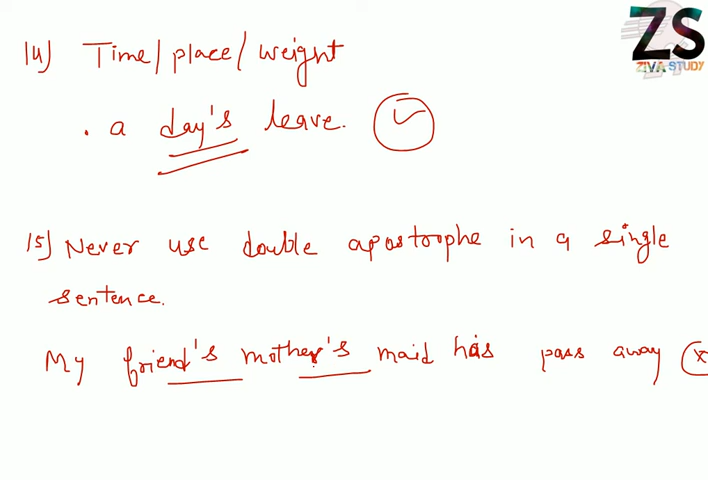 ZS
ZIVA STUDY
14) Time/place/weight
. a day's leave.
15) Never use double apostrophe in a single
sentence.
My friend's mother's maid has pass away